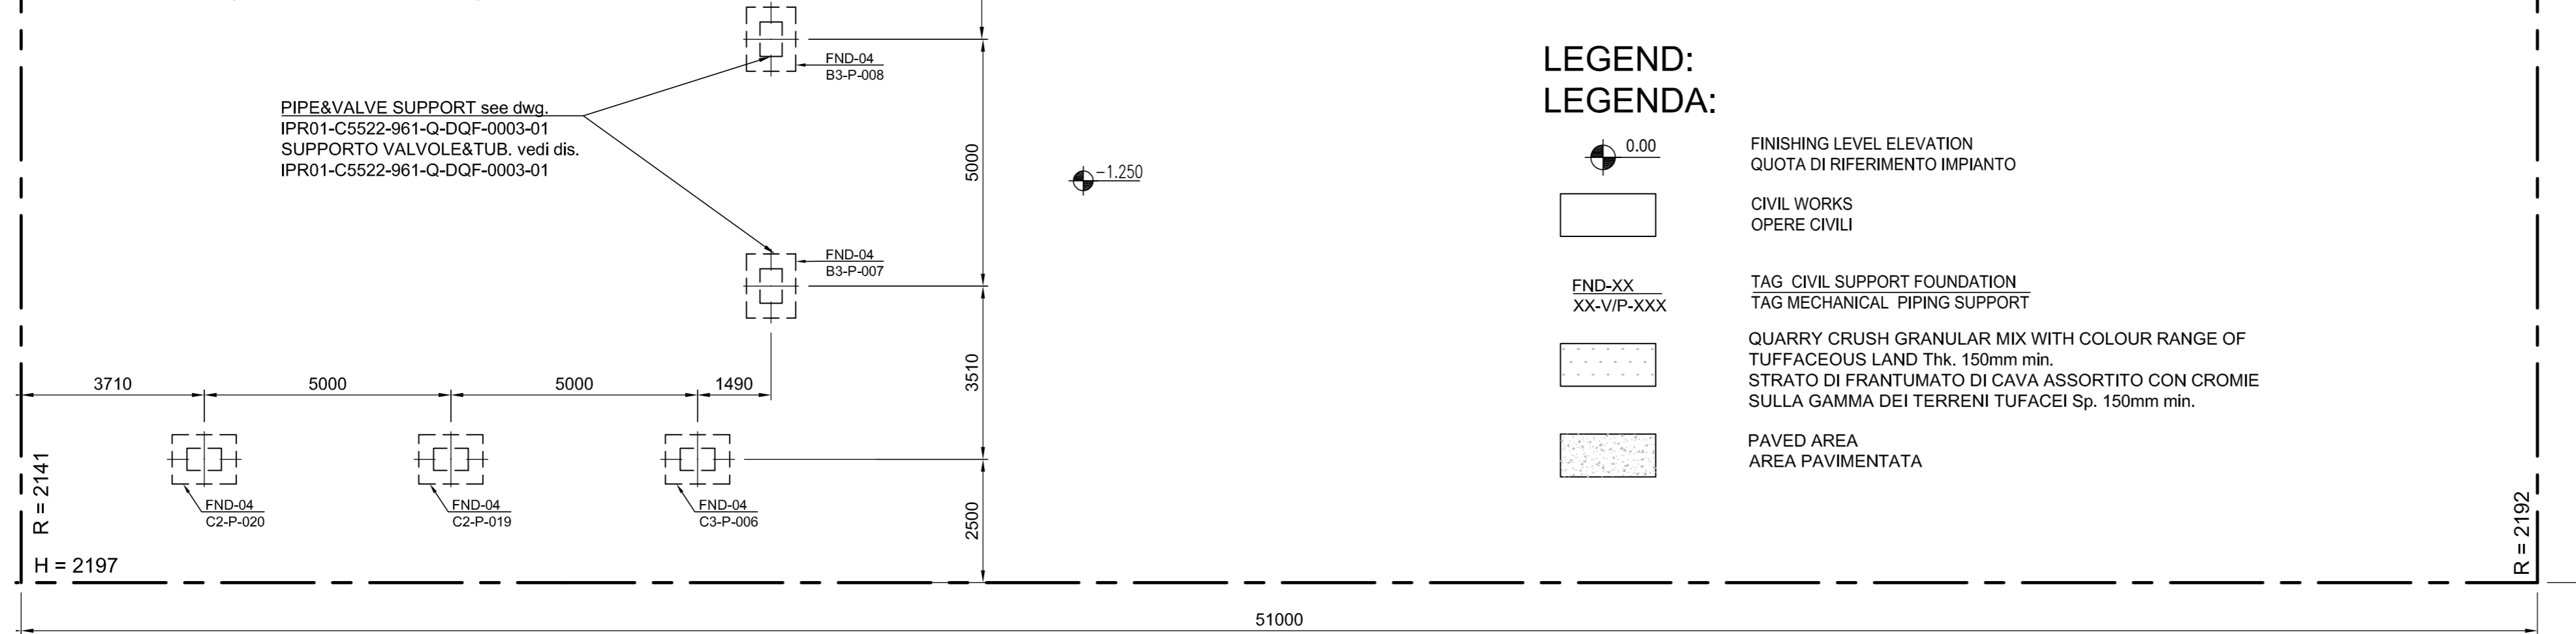 FND-04
B3-P-008
PIPE&VALVE SUPPORT see dwg.
IPR01-C5522-961-Q-DQF-0003-01
SUPPORTO VALVOLE&TUB. vedi dis.
IPR01-C5522-961-Q-DQF-0003-01
5000
-1.250
FND-04
B3-P-007
3510
3710
5000
5000
1490
FND-04
C2-P-020
FND-04
C2-P-019
FND-04
C3-P-006
2500
R = 2141
H = 2197
51000
R = 2192
LEGEND:
LEGENDA:
0.00
FINISHING LEVEL ELEVATION
QUOTA DI RIFERIMENTO IMPIANTO
CIVIL WORKS
OPERE CIVILI
FND-XX
XX-V/P-XXX
TAG CIVIL SUPPORT FOUNDATION
TAG MECHANICAL PIPING SUPPORT
QUARRY CRUSH GRANULAR MIX WITH COLOUR RANGE OF
TUFFACEOUS LAND Thk. 150mm min.
STRATO DI FRANTUMATO DI CAVA ASSORTITO CON CROMIE
SULLA GAMMA DEI TERRENI TUFACEI Sp. 150mm min.
PAVED AREA
AREA PAVIMENTATA